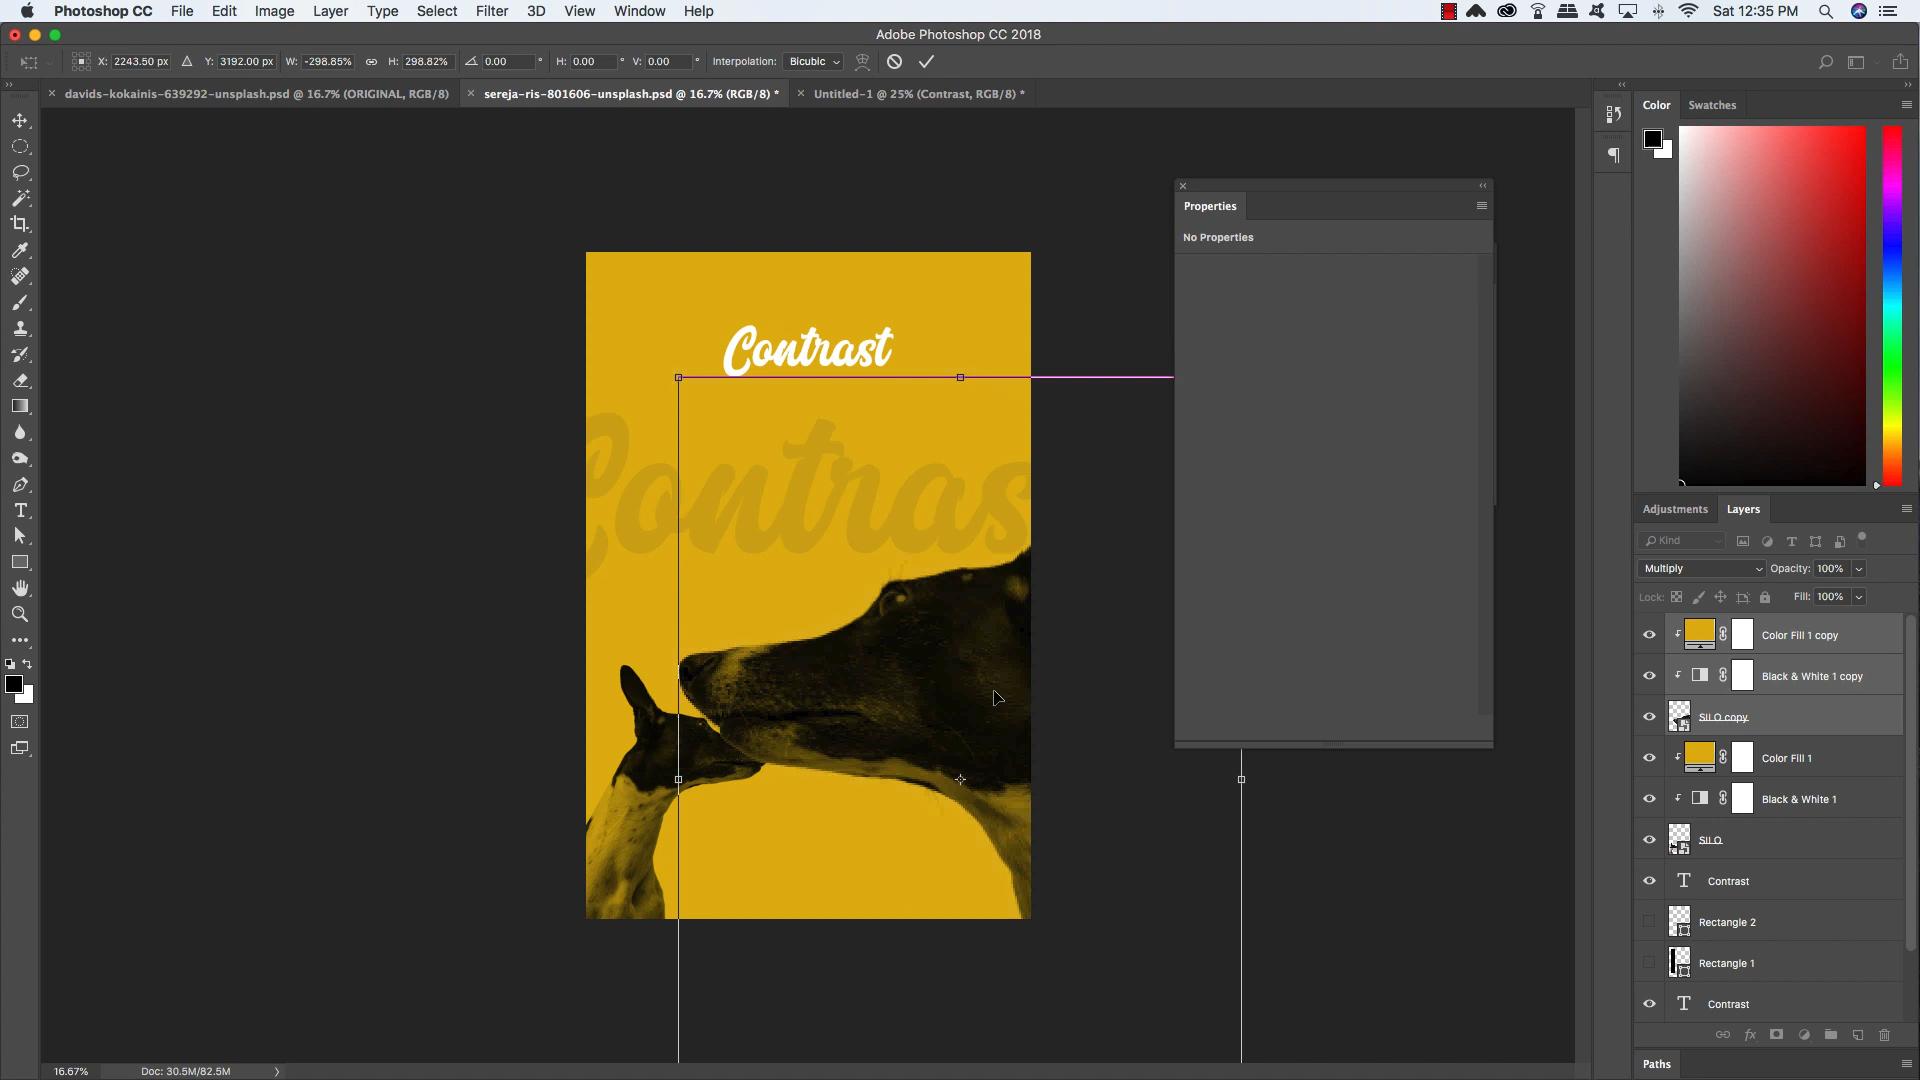 Photoshop CC File Edit Image Layer Type Select Filter 3D View Window Help Sat 12:35 PM
Adobe Photoshop CC 2018
X: 2243.50 px Y: 3192.00 px W: -298.85% H: 298.82% 0.00 ° H: 0.00 ° V: 0.00 ° Interpolation: Bicubic
davids-kokainis-639292-unsplash.psd @ 16.7% (ORIGINAL, RGB/8) sereja-ris-801606-unsplash.psd @ 16.7% (RGB/8) * Untitled-1 @ 25% (Contrast, RGB/8) *
Color Swatches
Properties
No Properties
Contrast
Contras
Adjustments Layers
Kind
Multiply Opacity: 100%
Lock: Fill: 100%
Color Fill 1 copy
Black & White 1 copy
SILO copy
Color Fill 1
Black & White 1
SILO
Contrast
Rectangle 2
Rectangle 1
Contrast
Paths
16.67% Doc: 30.5M/82.5M